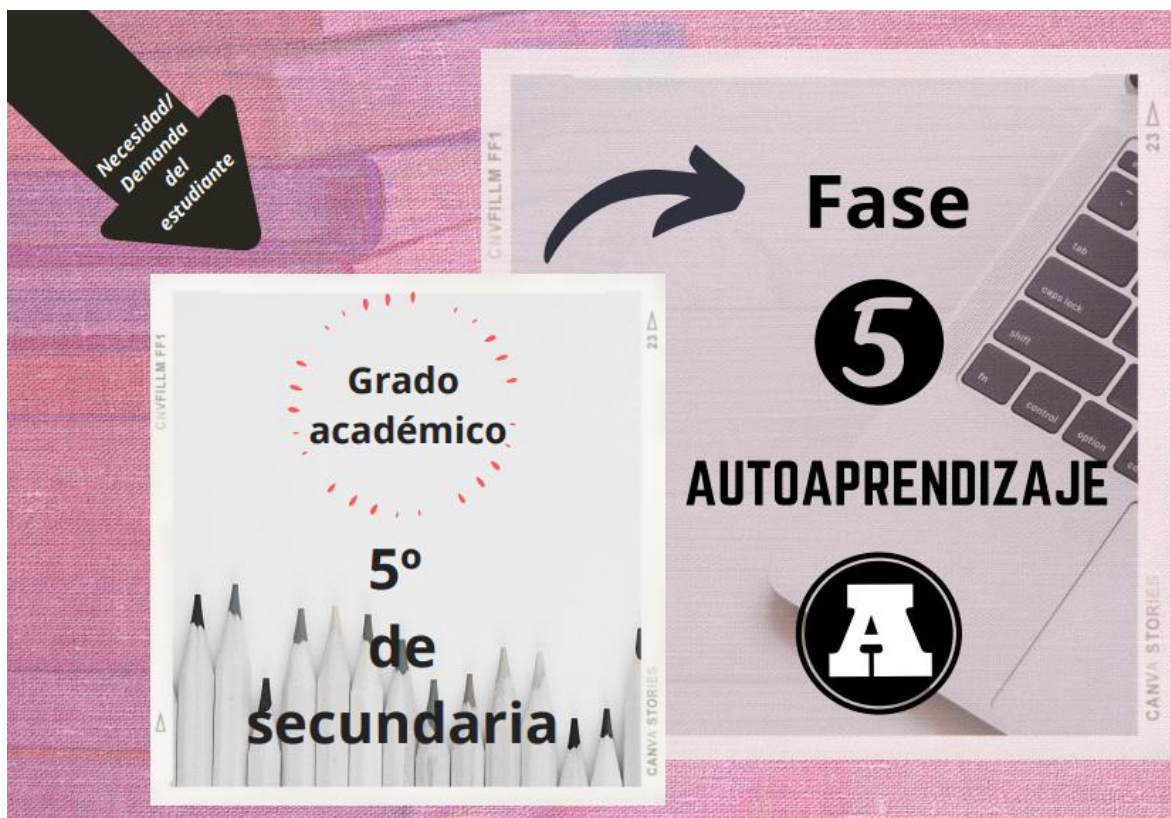 Necesidad/
Demanda
del
estudiante
CNVFILLM FF1
23
Grado
académico
5º
de
secundaria
CANVA STORIES
CNVFILLM FF1
23
Fase
5
AUTOAPRENDIZAJE
A
CANVA STORIES
tab
caps lock
shift
fn
control
option